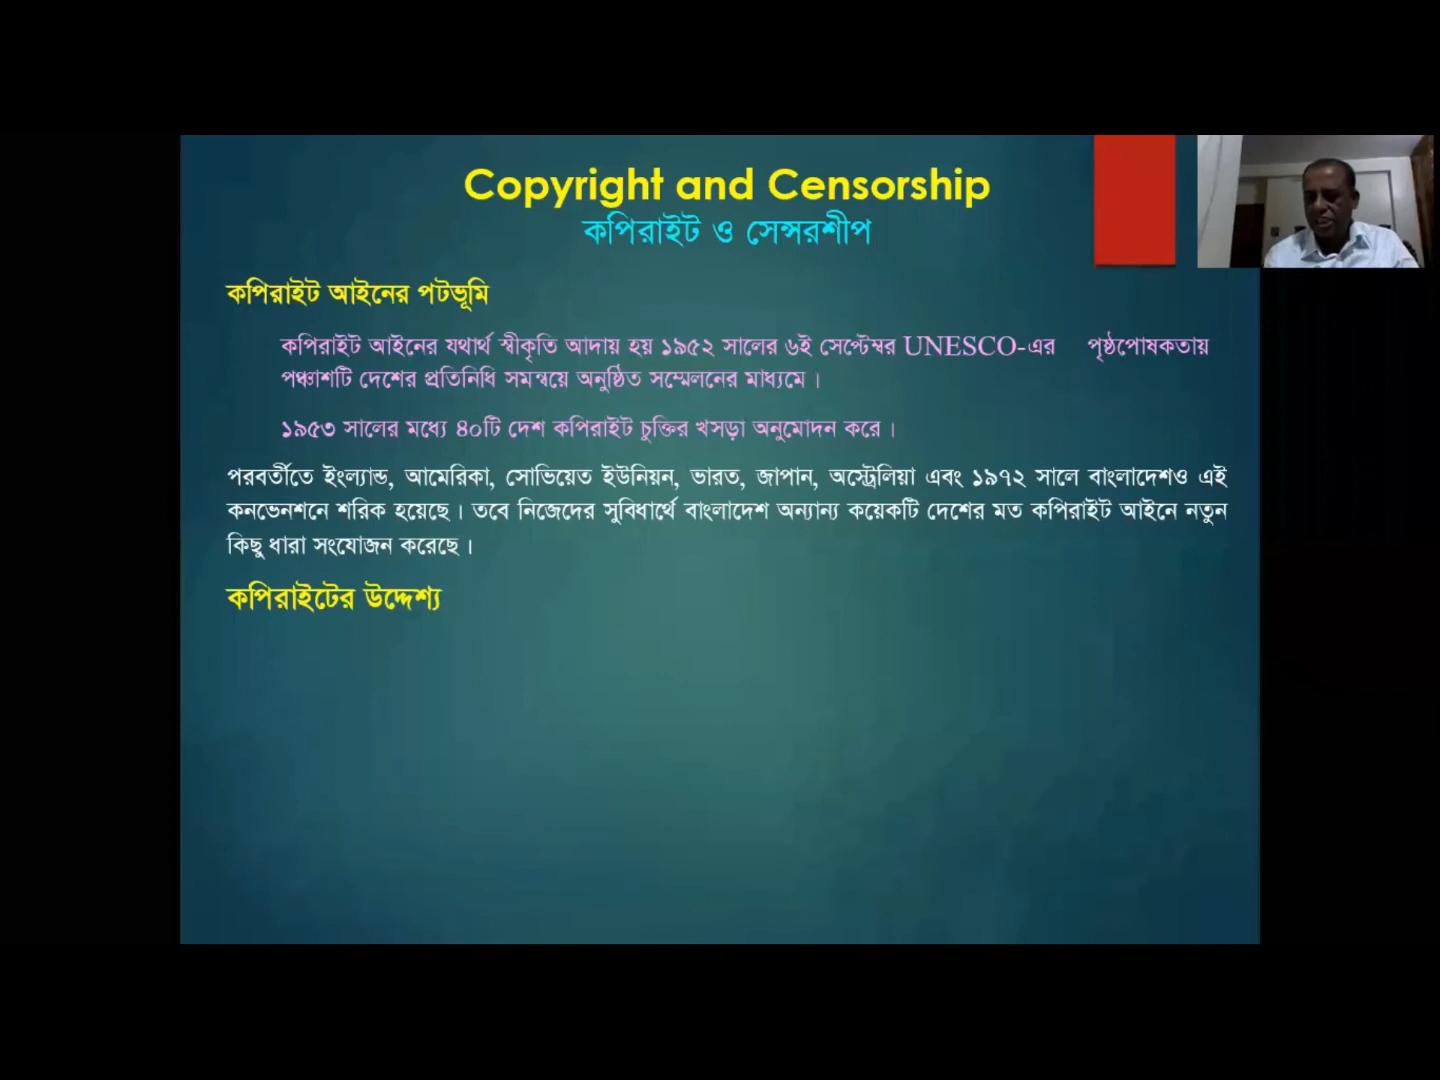 Copyright and Censorship
কপিরাইট ও সেন্সরশীপ
কপিরাইট আইনের পটভূমি
কপিরাইট আইনের যথার্থ স্বীকৃতি আদায় হয় ১৯৫২ সালের ৬ই সেপ্টেম্বর UNESCO-এর পৃষ্ঠপোষকতায়
পঞ্চাশটি দেশের প্রতিনিধি সমন্বয়ে অনুষ্ঠিত সম্মেলনের মাধ্যমে।
১৯৫৩ সালের মধ্যে ৪০টি দেশ কপিরাইট চুক্তির খসড়া অনুমোদন করে।
পরবর্তীতে ইংল্যান্ড, আমেরিকা, সোভিয়েত ইউনিয়ন, ভারত, জাপান, অস্ট্রেলিয়া এবং ১৯৭২ সালে বাংলাদেশও এই
কনভেনশনে শরিক হয়েছে। তবে নিজেদের সুবিধার্থে বাংলাদেশ অন্যান্য কয়েকটি দেশের মত কপিরাইট আইনে নতুন
কিছু ধারা সংযোজন করেছে।
কপিরাইটের উদ্দেশ্য